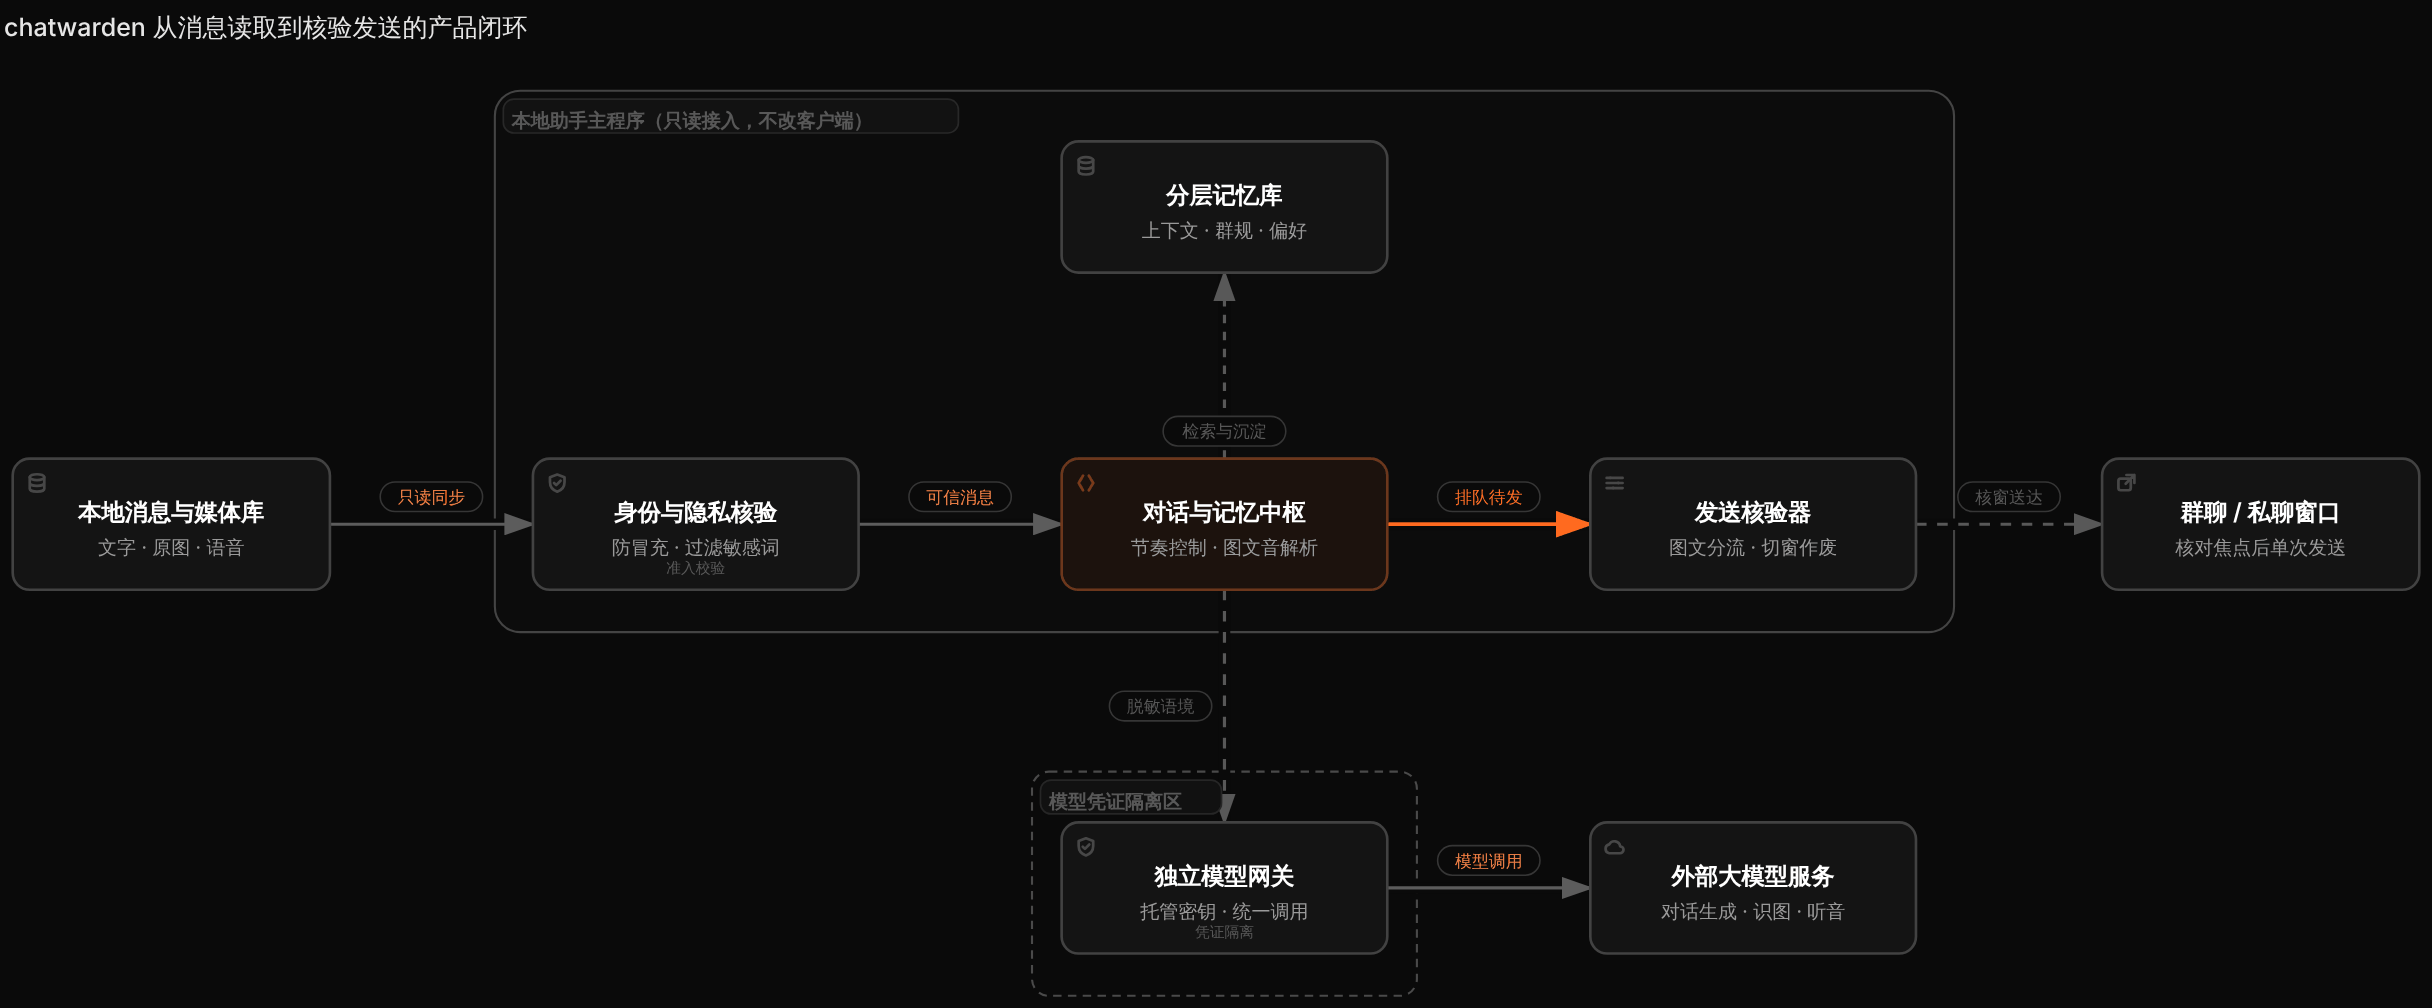 chatwarden 从消息读取到核验发送的产品闭环
本地助手主程序（只读接入，不改客户端）
分层记忆库
上下文 · 群规 · 偏好
检索与沉淀
本地消息与媒体库
文字 · 原图 · 语音
只读同步
身份与隐私核验
防冒充 · 过滤敏感词
准入校验
可信消息
对话与记忆中枢
节奏控制 · 图文音解析
排队待发
发送核验器
图文分流 · 切窗作废
核窗送达
群聊 / 私聊窗口
核对焦点后单次发送
脱敏语境
模型凭证隔离区
独立模型网关
托管密钥 · 统一调用
凭证隔离
模型调用
外部大模型服务
对话生成 · 识图 · 听音